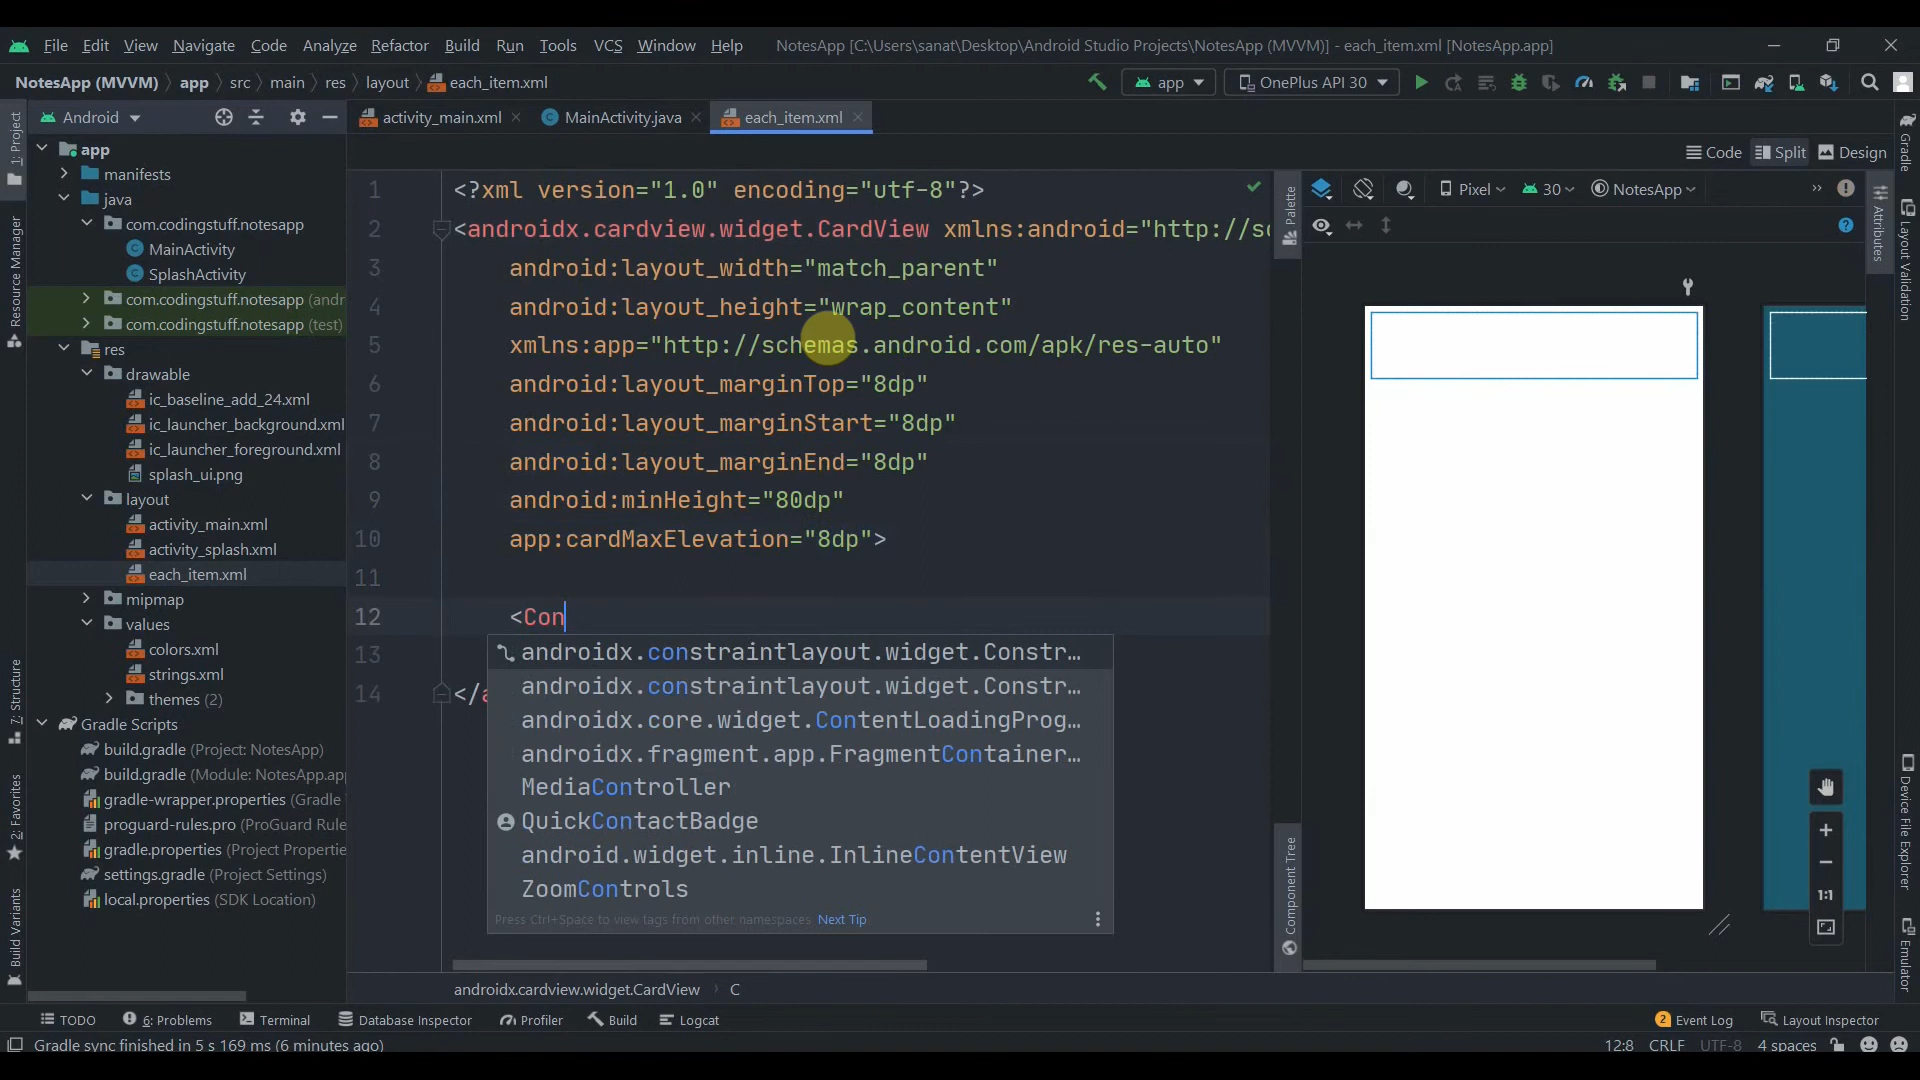 File Edit View Navigate Code Analyze Refactor Build Run Tools VCS Window Help NotesApp [C:\Users\sanat\Desktop\Android Studio Projects\NotesApp (MVVM)] - each_item.xml [NotesApp.app]
NotesApp (MVVM) app src main res layout each_item.xml app OnePlus API 30
Android activity_main.xml MainActivity.java each_item.xml
Code Split Design
app
manifests
java
com.codingstuff.notesapp
MainActivity
SplashActivity
com.codingstuff.notesapp (andr
com.codingstuff.notesapp (test)
res
drawable
ic_baseline_add_24.xml
ic_launcher_background.xml
ic_launcher_foreground.xml
splash_ui.png
layout
activity_main.xml
activity_splash.xml
each_item.xml
mipmap
values
colors.xml
strings.xml
themes (2)
Gradle Scripts
build.gradle (Project: NotesApp)
build.gradle (Module: NotesApp.app
gradle-wrapper.properties (Gradle
proguard-rules.pro (ProGuard Rule
gradle.properties (Project Propertie
settings.gradle (Project Settings)
local.properties (SDK Location)
1: Project
Resource Manager
7: Structure
2: Favorites
Build Variants
1 <?xml version="1.0" encoding="utf-8"?>
2 <androidx.cardview.widget.CardView xmlns:android="http://sc
3 android:layout_width="match_parent"
4 android:layout_height="wrap_content"
5 xmlns:app="http://schemas.android.com/apk/res-auto"
6 android:layout_marginTop="8dp"
7 android:layout_marginStart="8dp"
8 android:layout_marginEnd="8dp"
9 android:minHeight="80dp"
10 app:cardMaxElevation="8dp">
11
12 <Con
13
14 </a
androidx.constraintlayout.widget.Constr…
androidx.constraintlayout.widget.Constr…
androidx.core.widget.ContentLoadingProg…
androidx.fragment.app.FragmentContainer…
MediaController
QuickContactBadge
android.widget.inline.InlineContentView
ZoomControls
Press Ctrl+Space to view tags from other namespaces Next Tip
Palette
Component Tree
Pixel 30 NotesApp
1:1
Attributes
Gradle
Layout Validation
Device File Explorer
Emulator
androidx.cardview.widget.CardView C
TODO 6: Problems Terminal Database Inspector Profiler Build Logcat 2 Event Log Layout Inspector
Gradle sync finished in 5 s 169 ms (6 minutes ago) 12:8 CRLF UTF-8 4 spaces